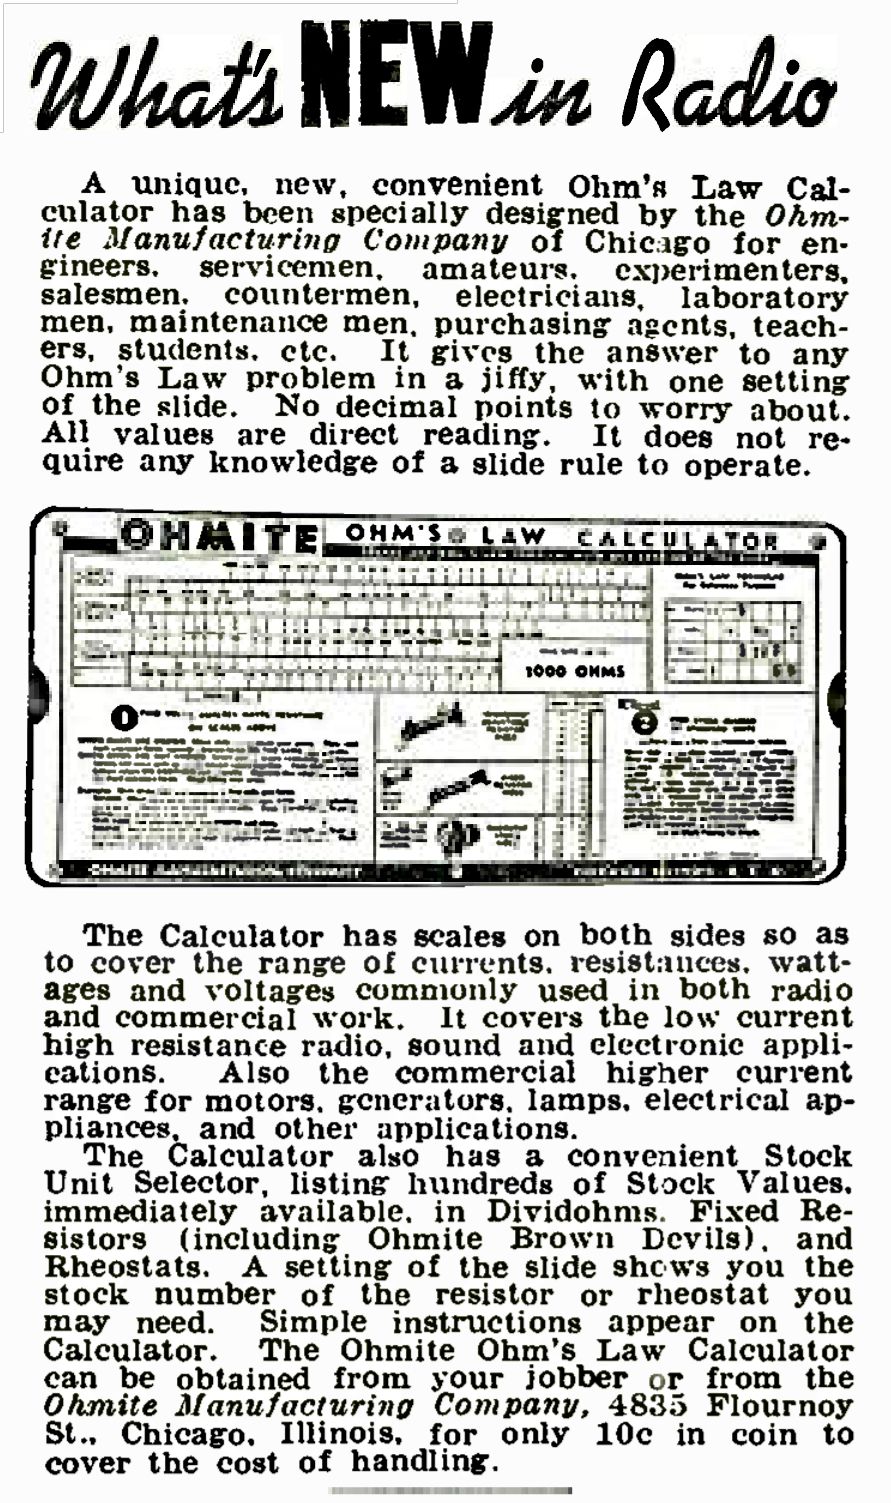 What's NEW in Radio
A unique, new, convenient Ohm's Law Cal-
culator has been specially designed by the Ohm-
ite Manufacturing Company of Chicago for en-
gineers, servicemen, amateurs, experimenters,
salesmen, countermen, electricians, laboratory
men, maintenance men, purchasing agents, teach-
ers, students, etc. It gives the answer to any
Ohm's Law problem in a jiffy, with one setting
of the slide. No decimal points to worry about.
All values are direct reading. It does not re-
quire any knowledge of a slide rule to operate.
OHMITE OHM'S LAW CALCULATOR
1000 OHMS
1
2
The Calculator has scales on both sides so as
to cover the range of currents, resistances, watt-
ages and voltages commonly used in both radio
and commercial work. It covers the low current
high resistance radio, sound and electronic appli-
cations. Also the commercial higher current
range for motors, generators, lamps, electrical ap-
pliances, and other applications.
The Calculator also has a convenient Stock
Unit Selector, listing hundreds of Stock Values,
immediately available, in Dividohms, Fixed Re-
sistors (including Ohmite Brown Devils), and
Rheostats. A setting of the slide shows you the
stock number of the resistor or rheostat you
may need. Simple instructions appear on the
Calculator. The Ohmite Ohm's Law Calculator
can be obtained from your jobber or from the
Ohmite Manufacturing Company, 4835 Flournoy
St., Chicago, Illinois, for only 10c in coin to
cover the cost of handling.